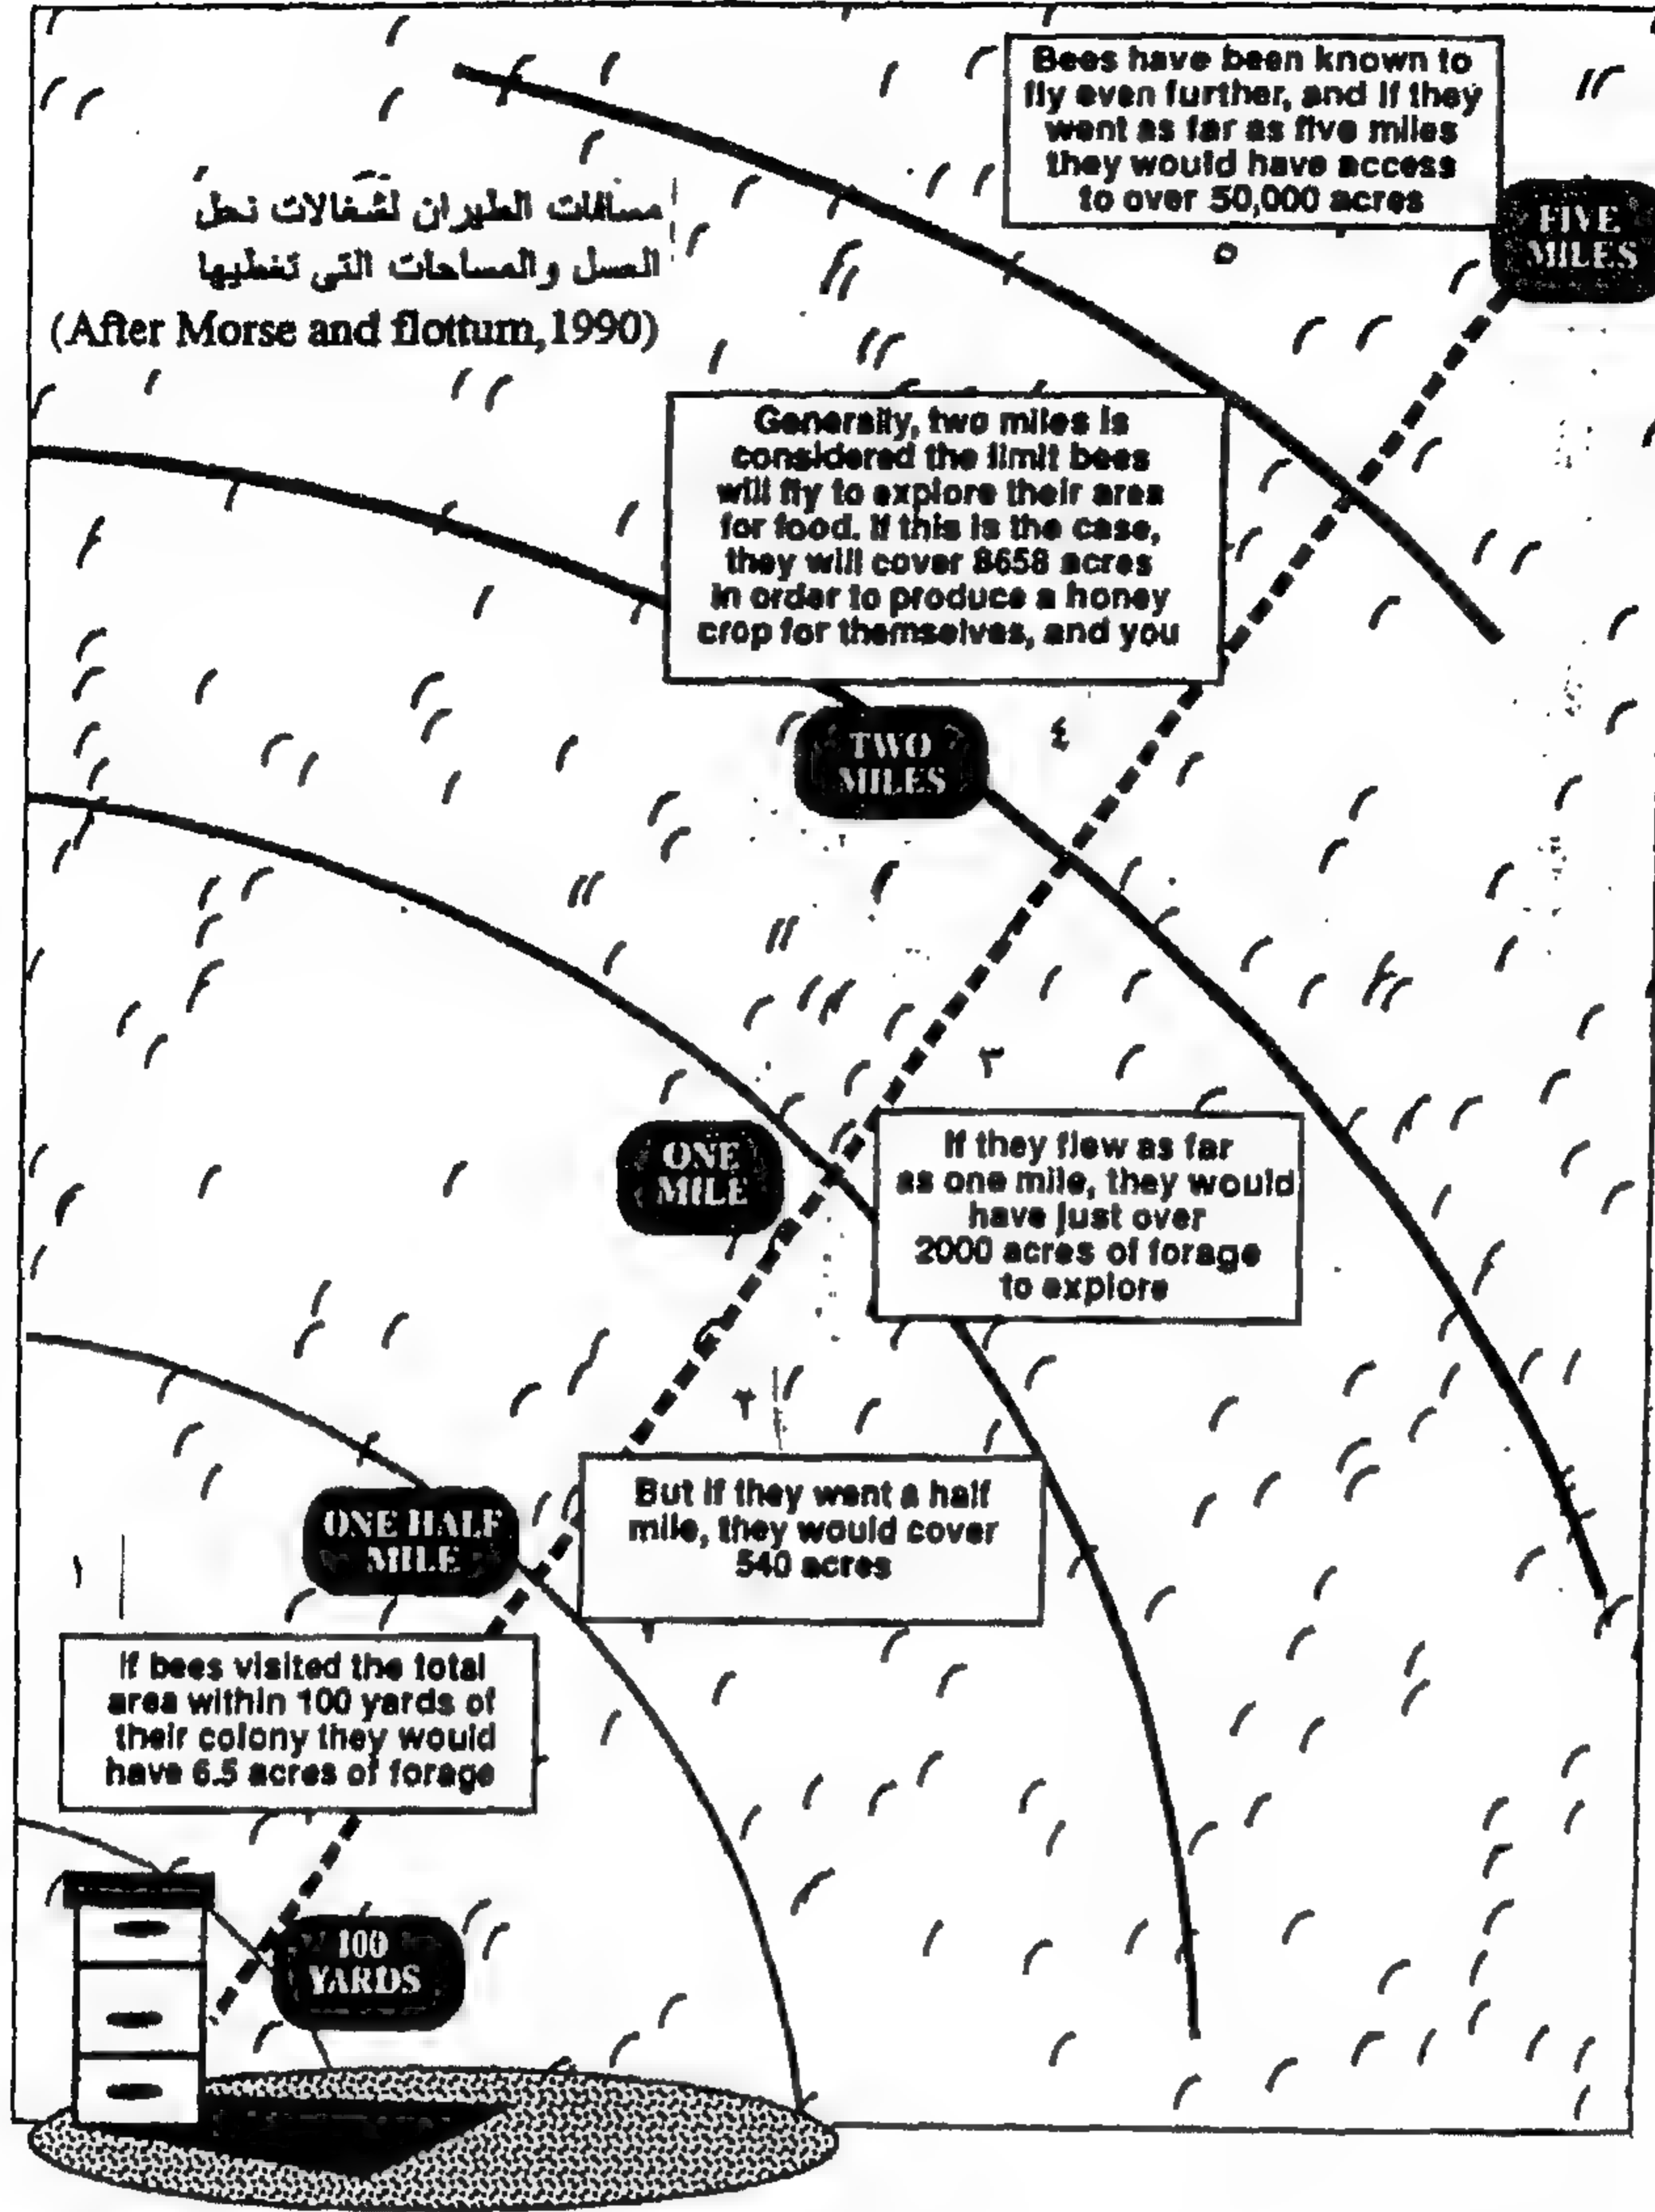 Bees have been known to
fly even further, and if they
went as far as five miles
they would have access
to over 50,000 acres
FIVE
MILES
٥
مسافات الطيران لشغالات نحل
العسل والمساحات التى تغطيها
(After Morse and flottum,1990)
Generally, two miles is
considered the limit bees
will fly to explore their area
for food. If this is the case,
they will cover 8658 acres
in order to produce a honey
crop for themselves, and you
TWO
MILES
٤
٣
ONE
MILE
If they flew as far
as one mile, they would
have just over
2000 acres of forage
to explore
٢
ONE HALF
MILE
But if they went a half
mile, they would cover
540 acres
١
If bees visited the total
area within 100 yards of
their colony they would
have 6.5 acres of forage
100
YARDS